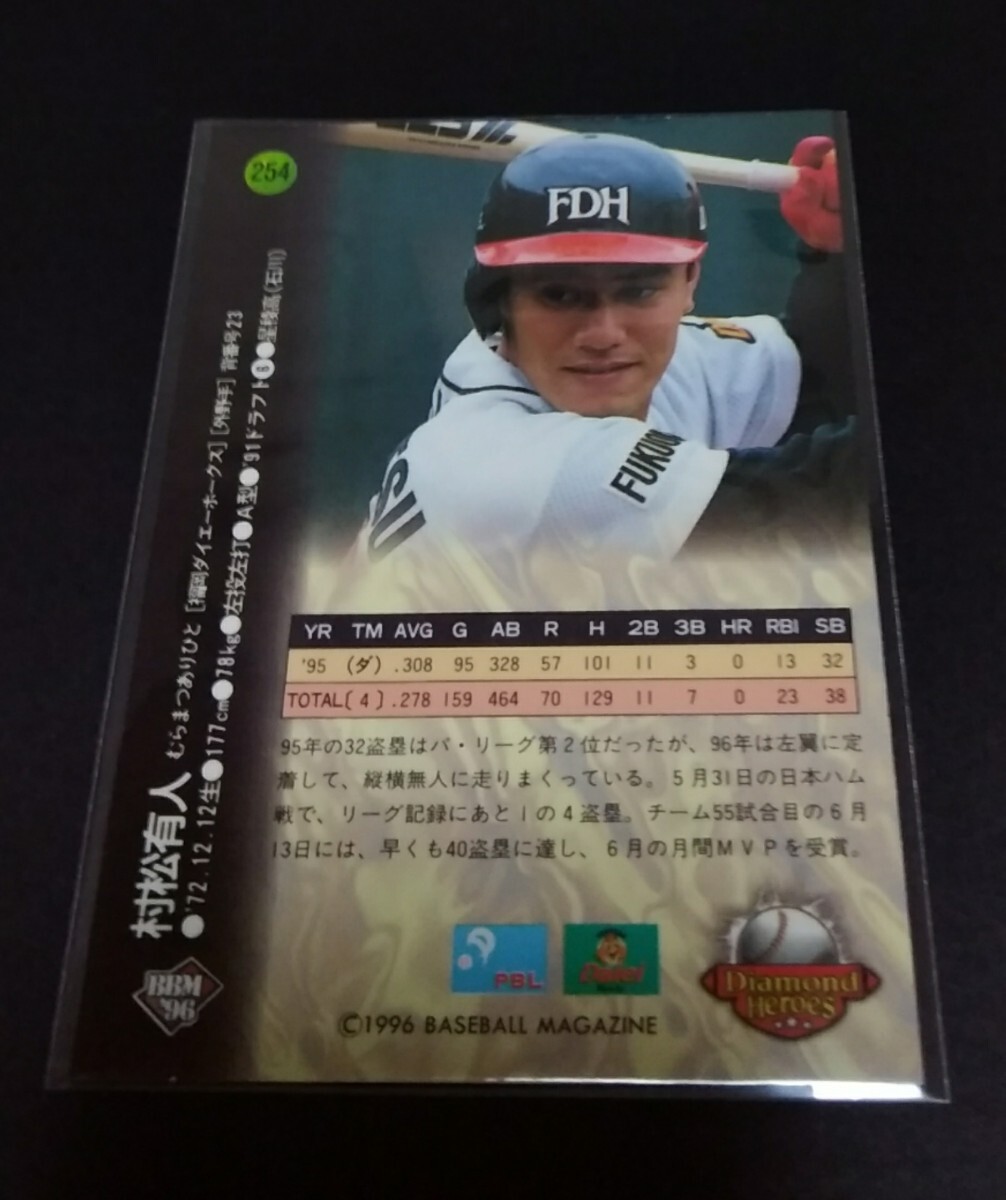 254
FDH
FUKUO
TSU
村松有人 むらまつありひと [福岡ダイエーホークス] [外野手] 背番号23
●'72.12.12生●177cm●78kg●左投左打●A型●'91ドラフト⑥●星稜高(石川)
YR TM AVG G AB R H 2B 3B HR RBI SB
'95 (ダ) .308 95 328 57 101 11 3 0 13 32
TOTAL(4) .278 159 464 70 129 11 7 0 23 38
95年の32盗塁はパ・リーグ第2位だったが、96年は左翼に定
着して、縦横無人に走りまくっている。5月31日の日本ハム
戦で、リーグ記録にあと1の4盗塁。チーム55試合目の6月
13日には、早くも40盗塁に達し、6月の月間MVPを受賞。
BBM
'96
PBL
Daiei
Diamond
Heroes
©1996 BASEBALL MAGAZINE